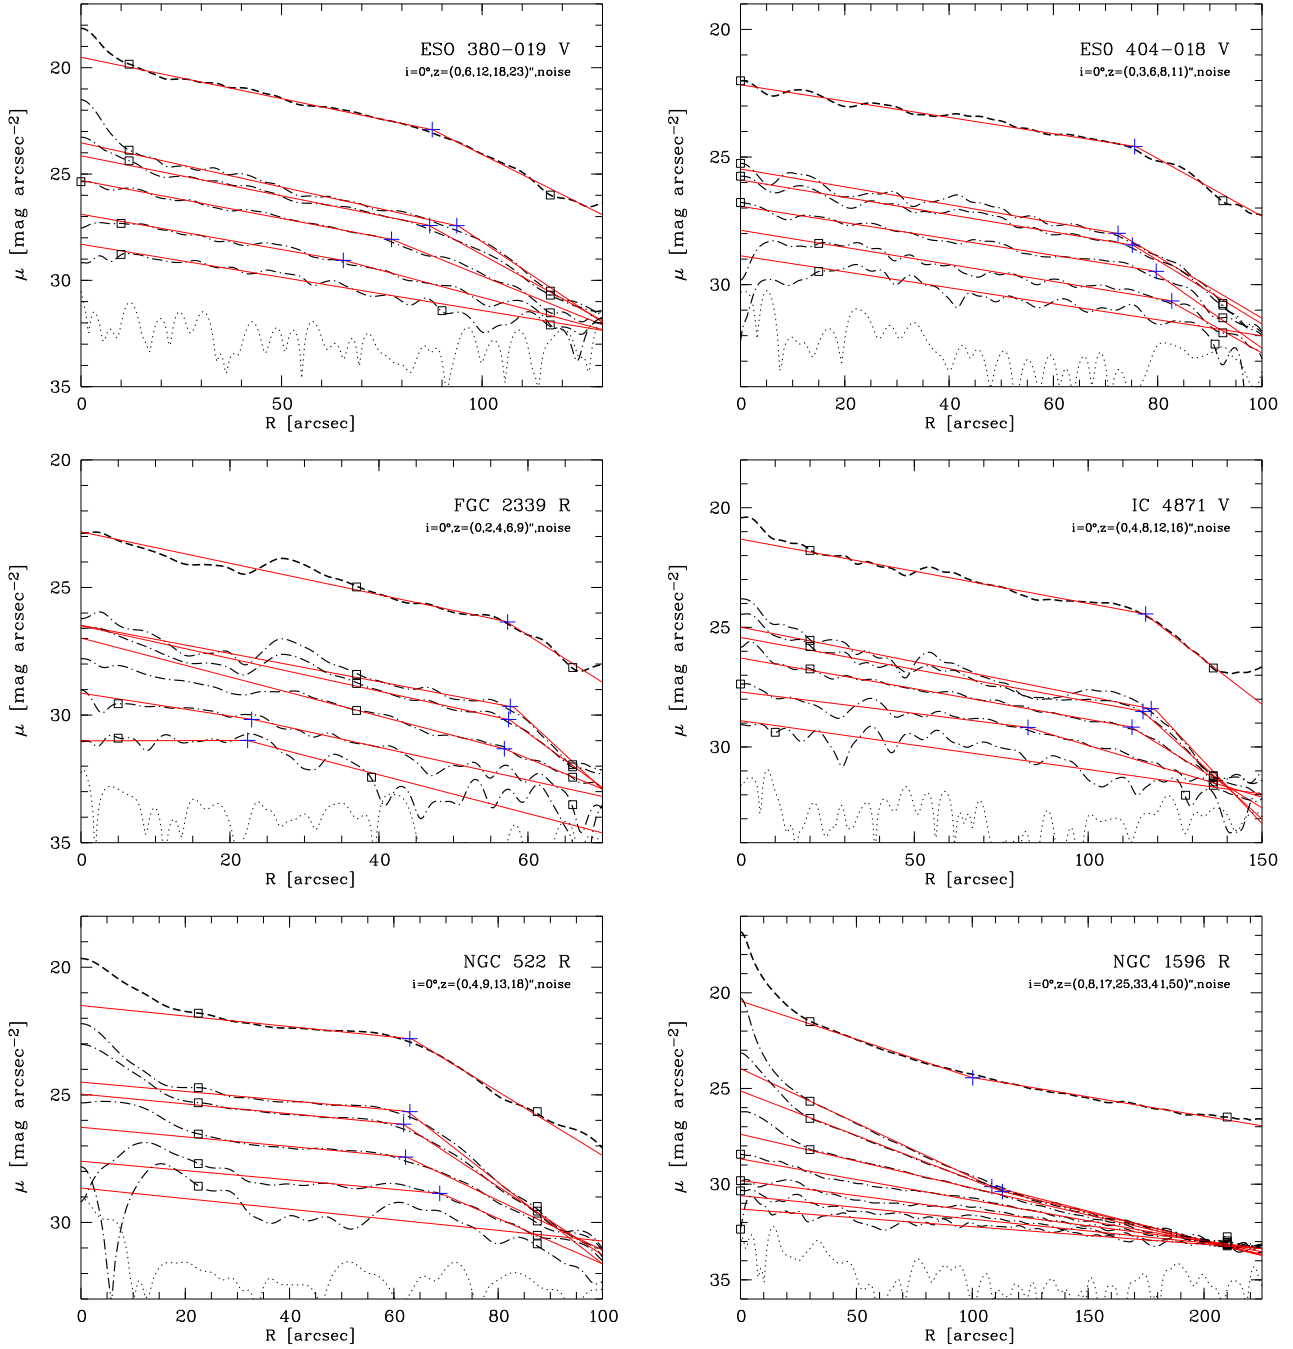 ESO 380-019 V
i=0°,z=(0,6,12,18,23)",noise
20
25
30
35
μ [mag arcsec-2]
0 50 100
R [arcsec]
ESO 404-018 V
i=0°,z=(0,3,6,8,11)",noise
20
25
30
μ [mag arcsec-2]
0 20 40 60 80 100
R [arcsec]
FGC 2339 R
i=0°,z=(0,2,4,6,9)",noise
20
25
30
35
μ [mag arcsec-2]
0 20 40 60
R [arcsec]
IC 4871 V
i=0°,z=(0,4,8,12,16)",noise
20
25
30
μ [mag arcsec-2]
0 50 100 150
R [arcsec]
NGC 522 R
i=0°,z=(0,4,9,13,18)",noise
20
25
30
μ [mag arcsec-2]
0 20 40 60 80 100
R [arcsec]
NGC 1596 R
i=0°,z=(0,8,17,25,33,41,50)",noise
20
25
30
35
μ [mag arcsec-2]
0 50 100 150 200
R [arcsec]